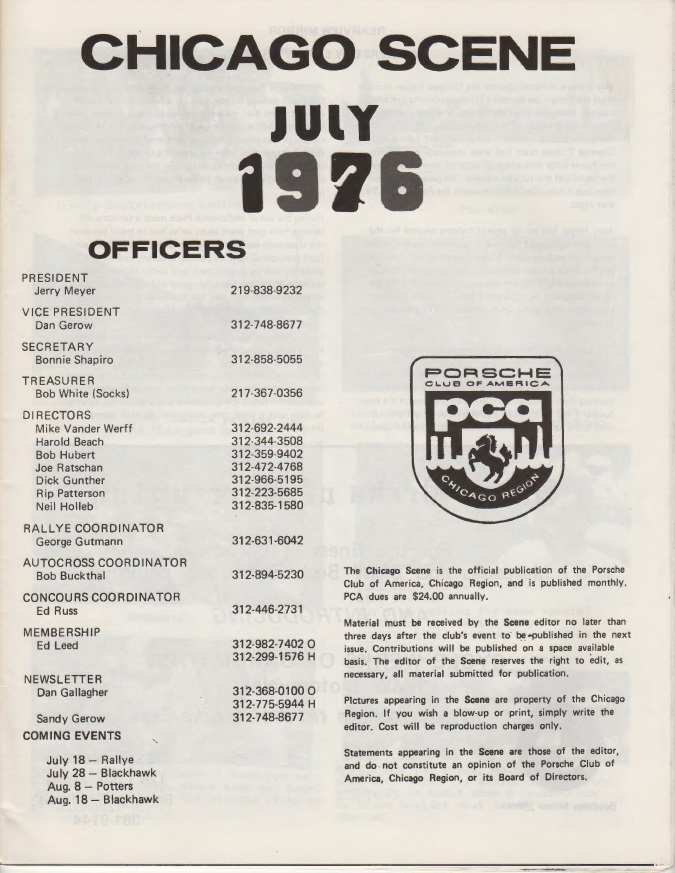 CHICAGO SCENE
JULY
1976
OFFICERS
PRESIDENT
Jerry Meyer 219-838-9232
VICE PRESIDENT
Dan Gerow 312-748-8677
SECRETARY
Bonnie Shapiro 312-858-5055
TREASURER
Bob White (Socks) 217-367-0356
DIRECTORS
Mike Vander Werff 312-692-2444
Harold Beach 312-344-3508
Bob Hubert 312-359-9402
Joe Ratschan 312-472-4768
Dick Gunther 312-966-5195
Rip Patterson 312-223-5685
Neil Holleb 312-835-1580
RALLYE COORDINATOR
George Gutmann 312-631-6042
AUTOCROSS COORDINATOR
Bob Buckthal 312-894-5230
CONCOURS COORDINATOR
Ed Russ 312-446-2731
MEMBERSHIP
Ed Leed 312-982-7402 O
312-299-1576 H
NEWSLETTER
Dan Gallagher 312-368-0100 O
312-775-5944 H
Sandy Gerow 312-748-8677
COMING EVENTS
July 18 — Rallye
July 28 — Blackhawk
Aug. 8 — Potters
Aug. 18 — Blackhawk
PORSCHE
CLUB OF AMERICA
pca
CHICAGO REGION
The Chicago Scene is the official publication of the Porsche
Club of America, Chicago Region, and is published monthly.
PCA dues are $24.00 annually.
Material must be received by the Scene editor no later than
three days after the club's event to be published in the next
issue. Contributions will be published on a space available
basis. The editor of the Scene reserves the right to edit, as
necessary, all material submitted for publication.
Pictures appearing in the Scene are property of the Chicago
Region. If you wish a blow-up or print, simply write the
editor. Cost will be reproduction charges only.
Statements appearing in the Scene are those of the editor,
and do not constitute an opinion of the Porsche Club of
America, Chicago Region, or its Board of Directors.